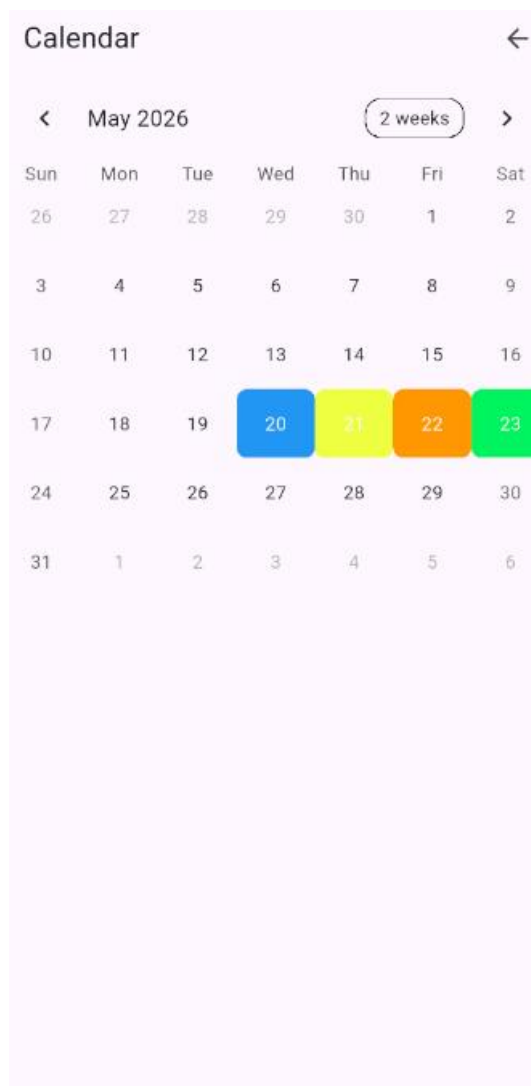 Calendar
May 2026 2 weeks
Sun Mon Tue Wed Thu Fri Sat
26 27 28 29 30 1 2
3 4 5 6 7 8 9
10 11 12 13 14 15 16
17 18 19 20 21 22 23
24 25 26 27 28 29 30
31 1 2 3 4 5 6